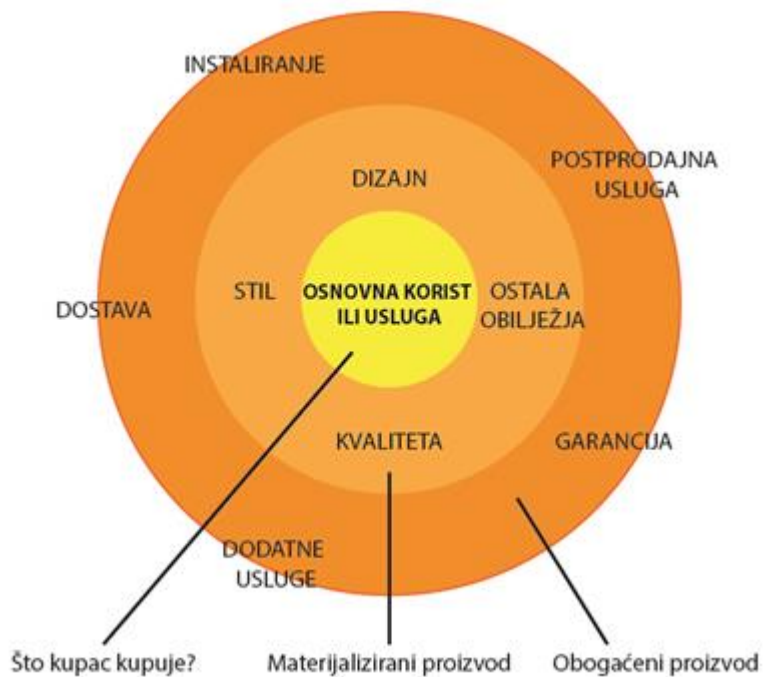 INSTALIRANJE
POSTPRODAJNA
USLUGA
DIZAJN
STIL
OSNOVNA KORIST
ILI USLUGA
OSTALA
OBILJEŽJA
DOSTAVA
KVALITETA
GARANCIJA
DODATNE
USLUGE
Što kupac kupuje?
Materijalizirani proizvod
Obogaćeni proizvod